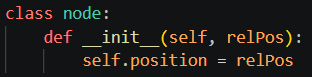 class node:
    def __init__(self, relPos):
        self.position = relPos